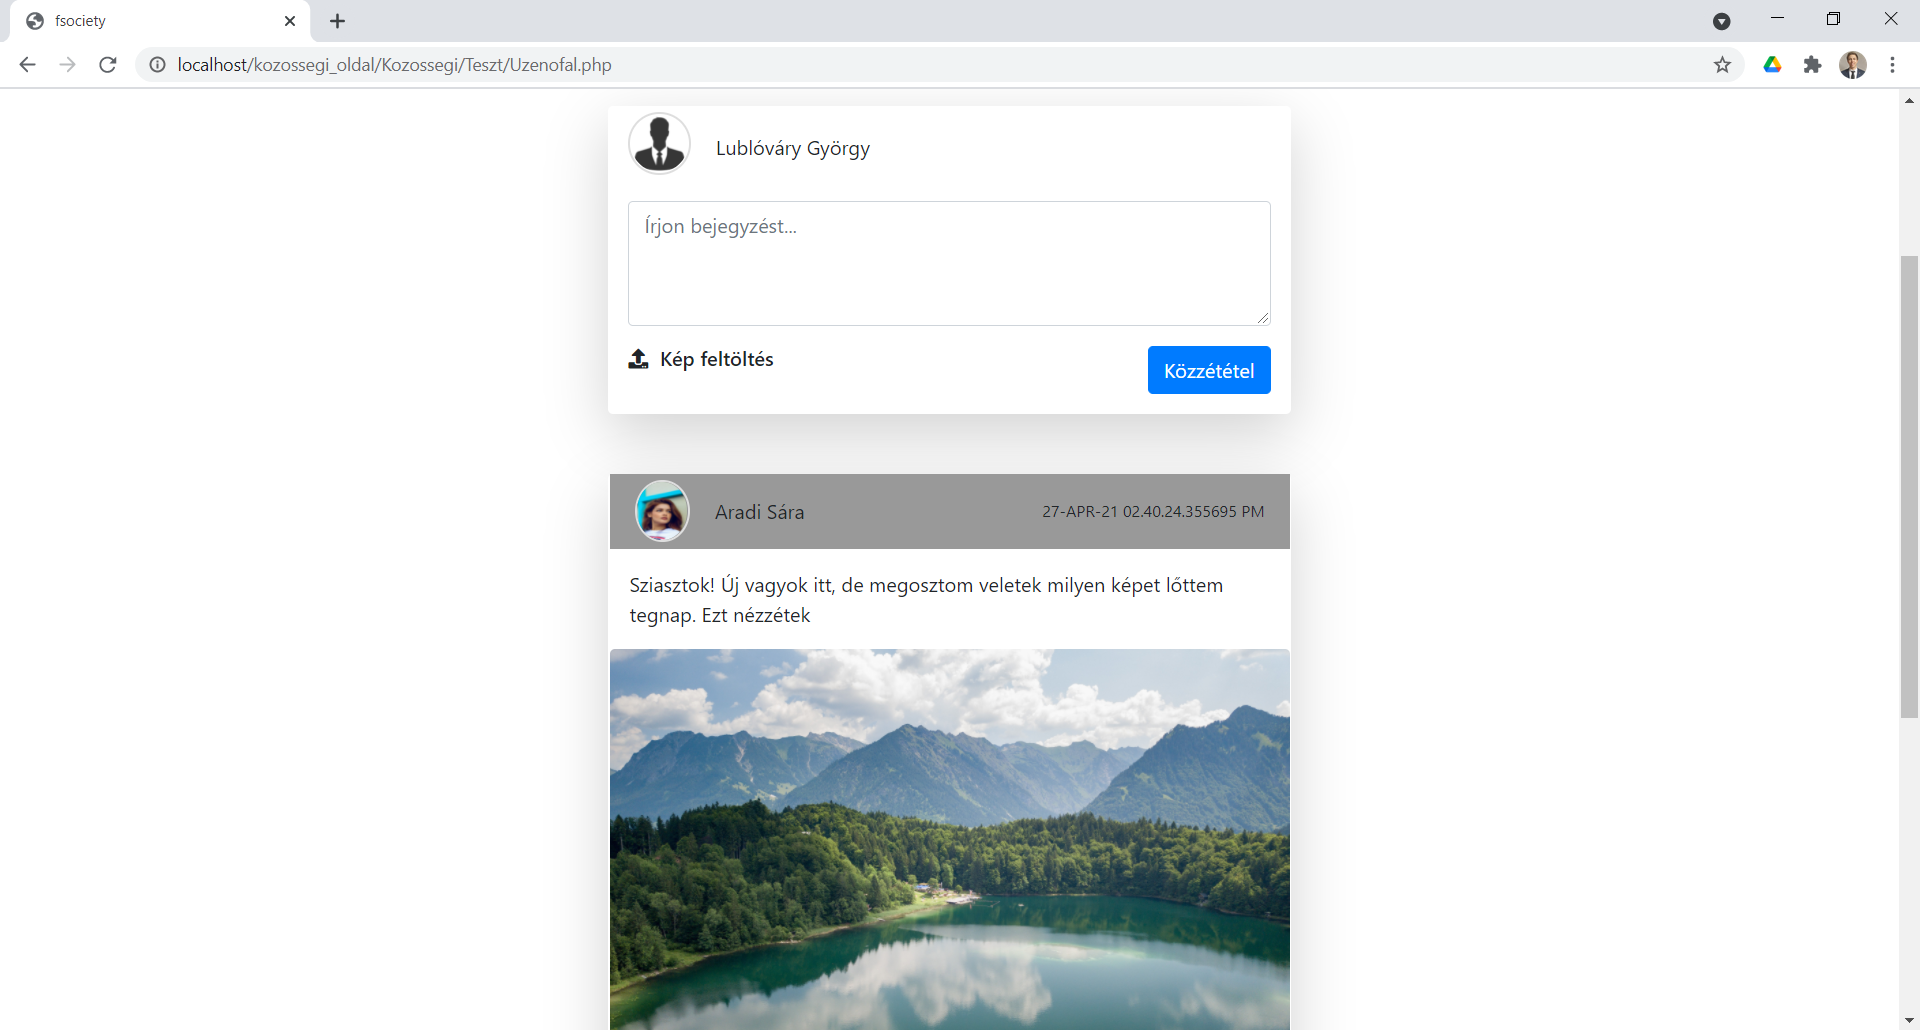 fsociety
localhost/kozossegi_oldal/Kozossegi/Teszt/Uzenofal.php
Lublóváry György
Írjon bejegyzést...
Kép feltöltés
Közzététel
Aradi Sára
27-APR-21 02.40.24.355695 PM
Sziasztok! Új vagyok itt, de megosztom veletek milyen képet lőttem
tegnap. Ezt nézzétek